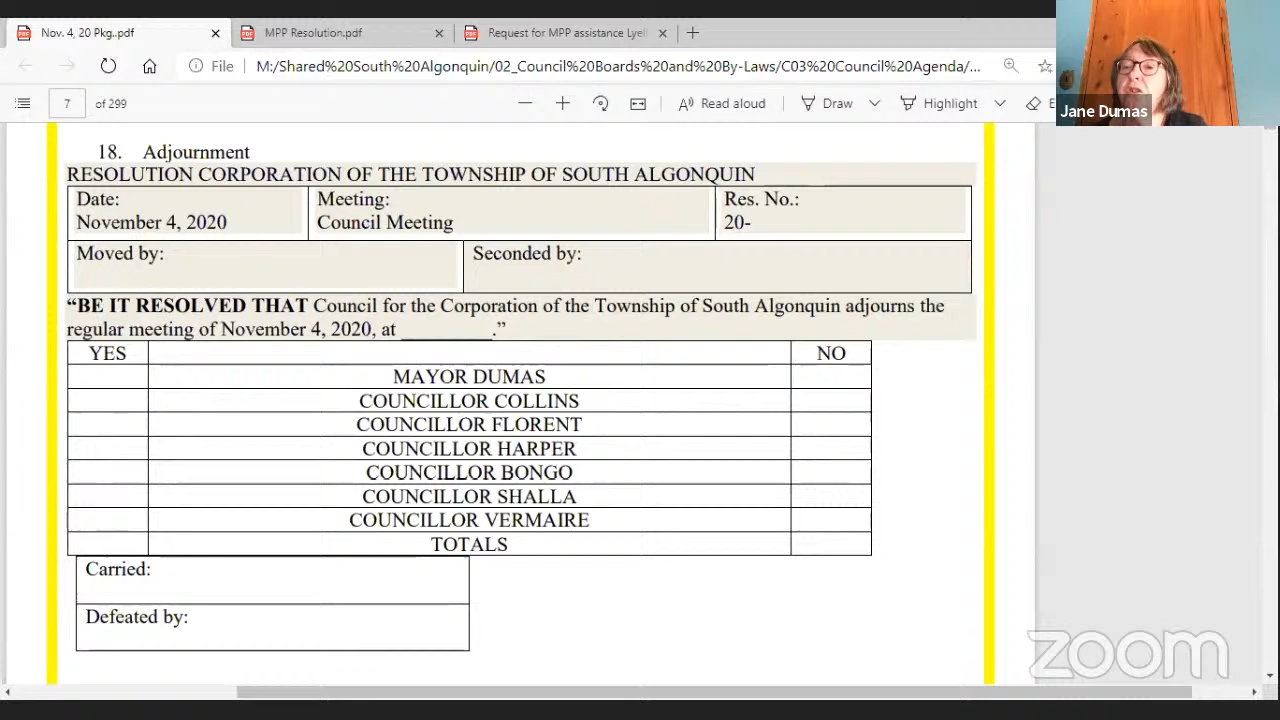 Nov. 4, 20 Pkg..pdf
MPP Resolution.pdf
Request for MPP assistance Lyell
File M:/Shared%20South%20Algonquin/02_Council%20Boards%20and%20By-Laws/C03%20Council%20Agenda/...
7 of 299
Read aloud
Draw
Highlight
Jane Dumas
18. Adjournment
RESOLUTION CORPORATION OF THE TOWNSHIP OF SOUTH ALGONQUIN
Date: Meeting: Res. No.:
November 4, 2020 Council Meeting 20-
Moved by: Seconded by:
“BE IT RESOLVED THAT Council for the Corporation of the Township of South Algonquin adjourns the
regular meeting of November 4, 2020, at _________.”
YES NO
MAYOR DUMAS
COUNCILLOR COLLINS
COUNCILLOR FLORENT
COUNCILLOR HARPER
COUNCILLOR BONGO
COUNCILLOR SHALLA
COUNCILLOR VERMAIRE
TOTALS
Carried:
Defeated by:
zoom